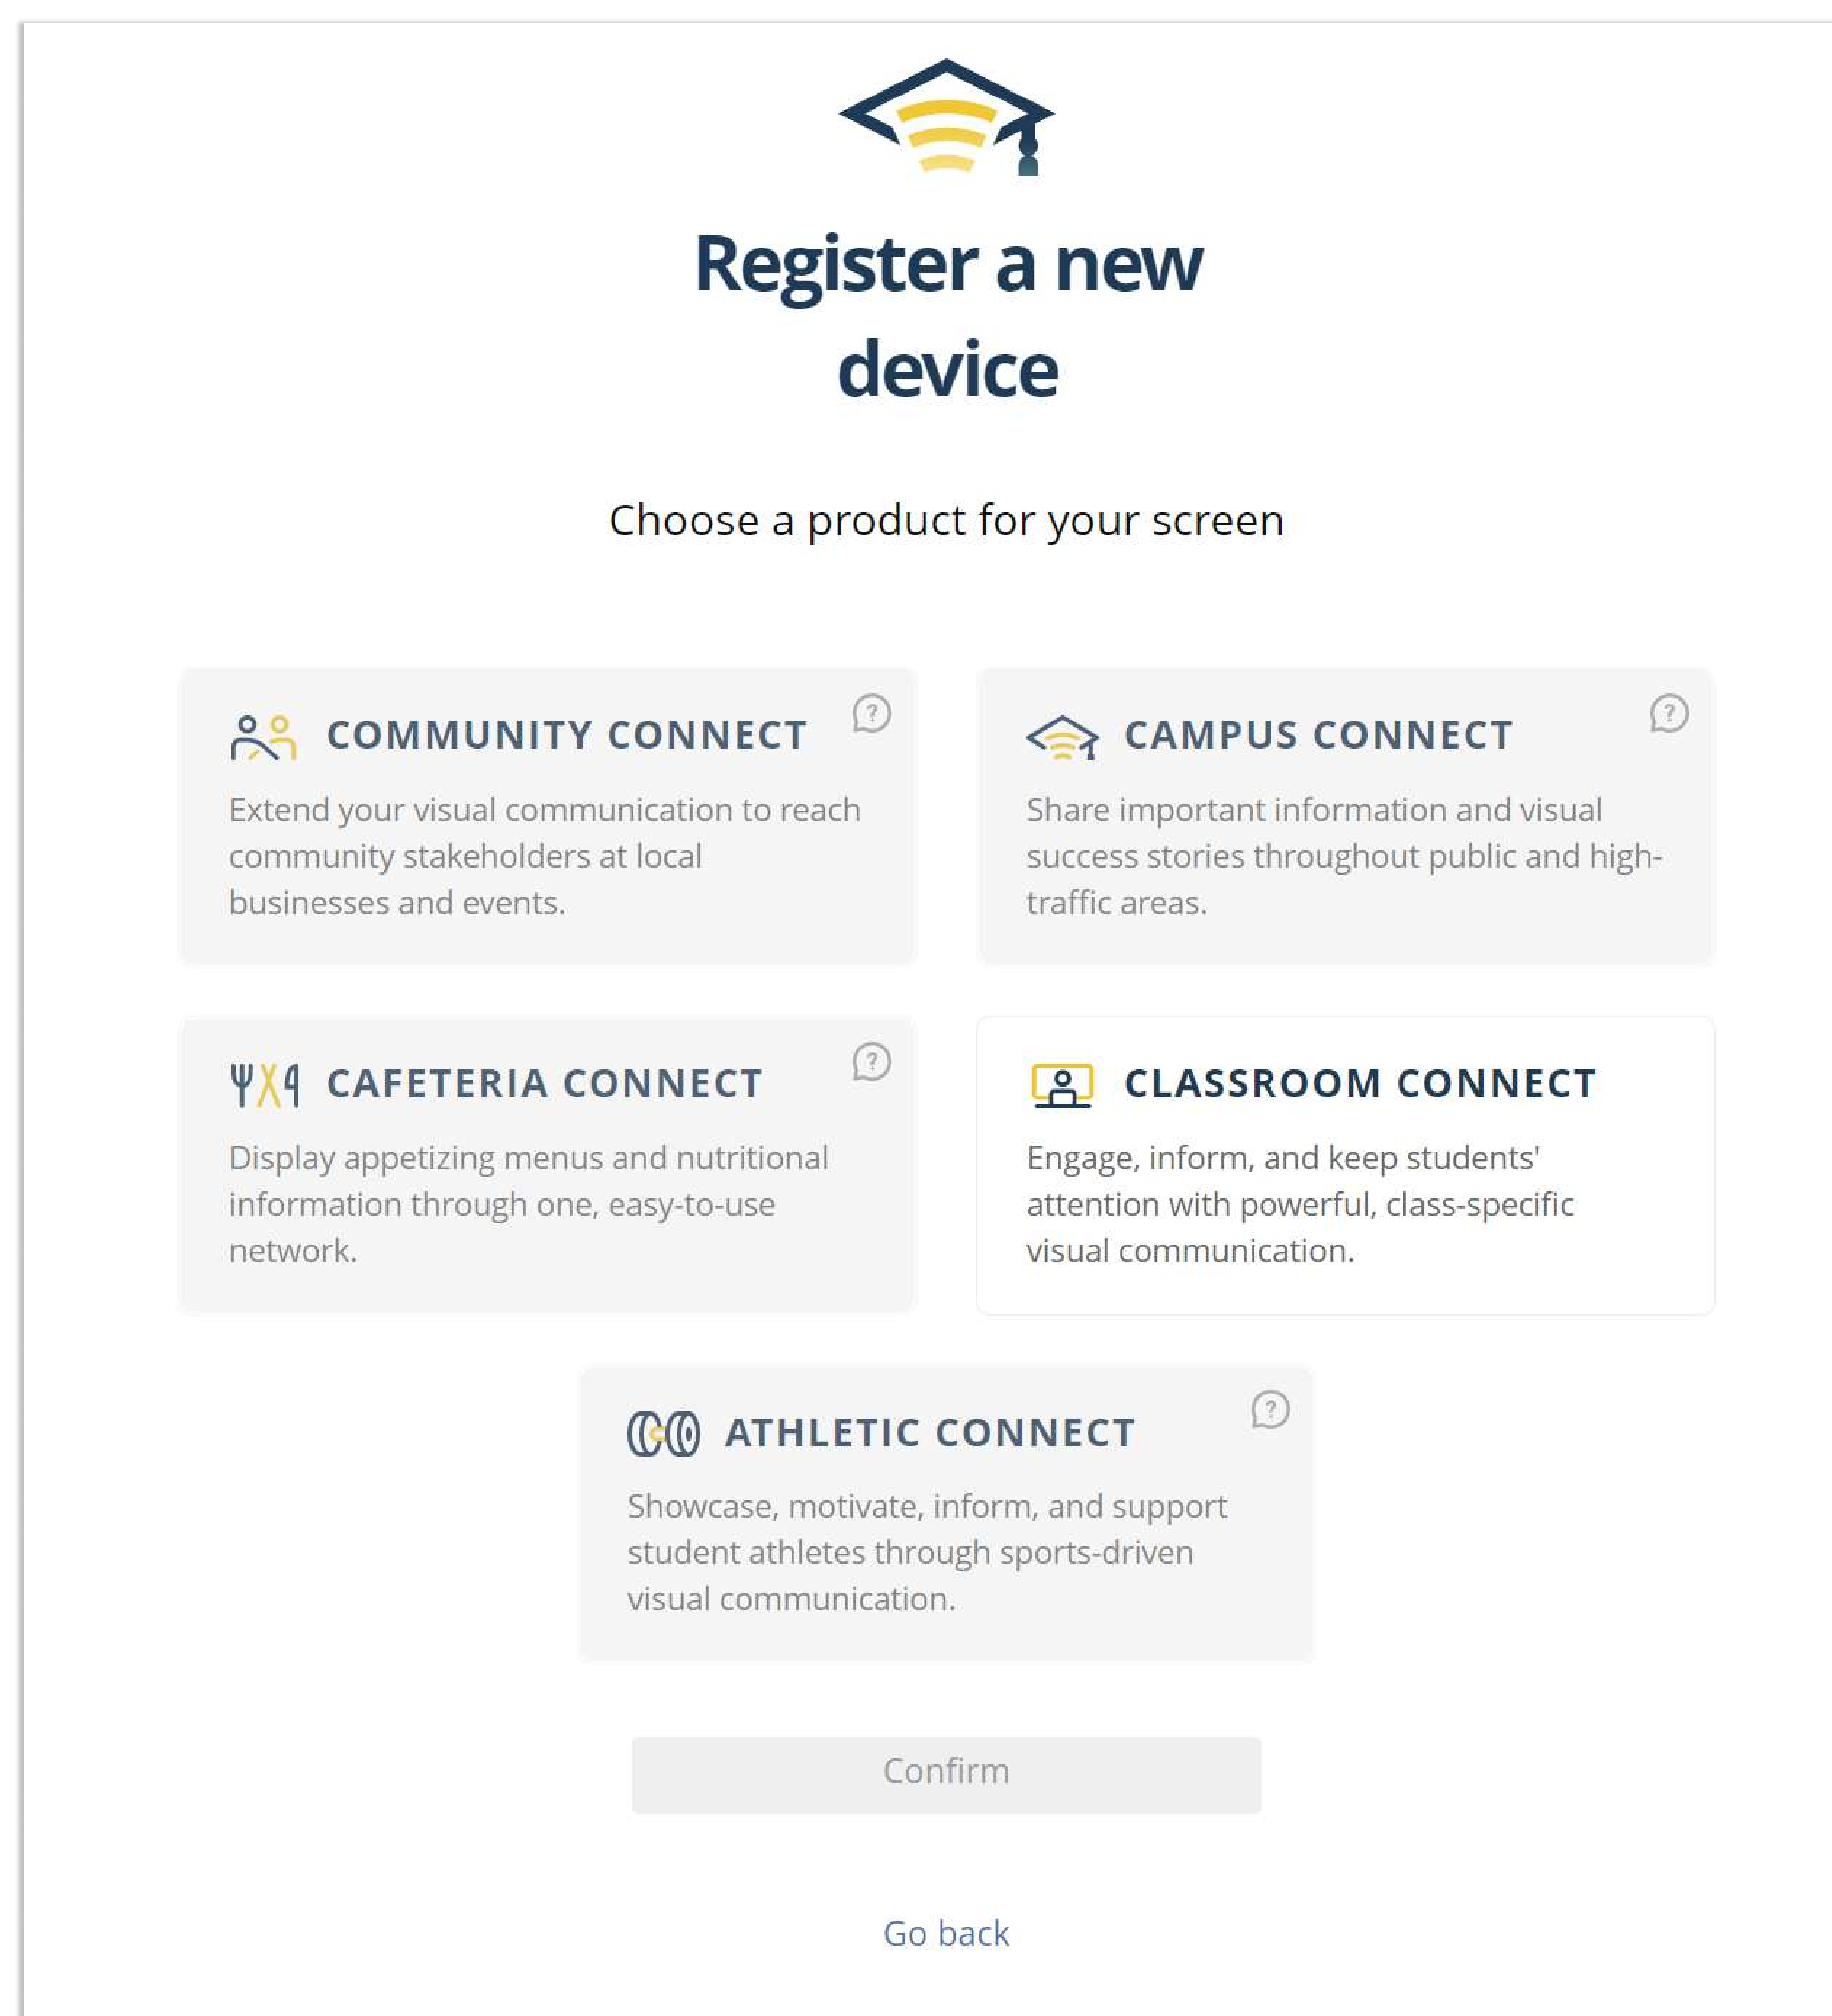 Register a new
device
Choose a product for your screen
COMMUNITY CONNECT
?
Extend your visual communication to reach
community stakeholders at local
businesses and events.
CAMPUS CONNECT
?
Share important information and visual
success stories throughout public and high-
traffic areas.
CAFETERIA CONNECT
?
Display appetizing menus and nutritional
information through one, easy-to-use
network.
CLASSROOM CONNECT
Engage, inform, and keep students'
attention with powerful, class-specific
visual communication.
ATHLETIC CONNECT
?
Showcase, motivate, inform, and support
student athletes through sports-driven
visual communication.
Confirm
Go back